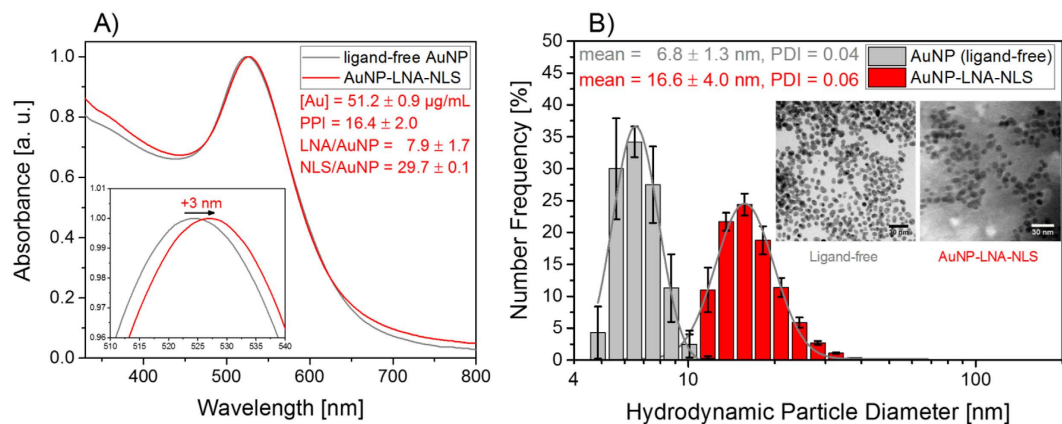 A)
ligand-free AuNP
AuNP-LNA-NLS
[Au] = 51.2 ± 0.9 µg/mL
PPI = 16.4 ± 2.0
LNA/AuNP = 7.9 ± 1.7
NLS/AuNP = 29.7 ± 0.1
Absorbance [a. u.]
1.0
0.8
0.6
0.4
0.2
0.0
+3 nm
1.01
1.00
0.99
0.98
0.97
0.96
510 515 520 525 530 535 540
400 500 600 700 800
Wavelength [nm]
B)
mean = 6.8 ± 1.3 nm, PDI = 0.04
mean = 16.6 ± 4.0 nm, PDI = 0.06
AuNP (ligand-free)
AuNP-LNA-NLS
Number Frequency [%]
50
45
40
35
30
25
20
15
10
5
0
30 nm
Ligand-free
AuNP-LNA-NLS
4 10 100
Hydrodynamic Particle Diameter [nm]